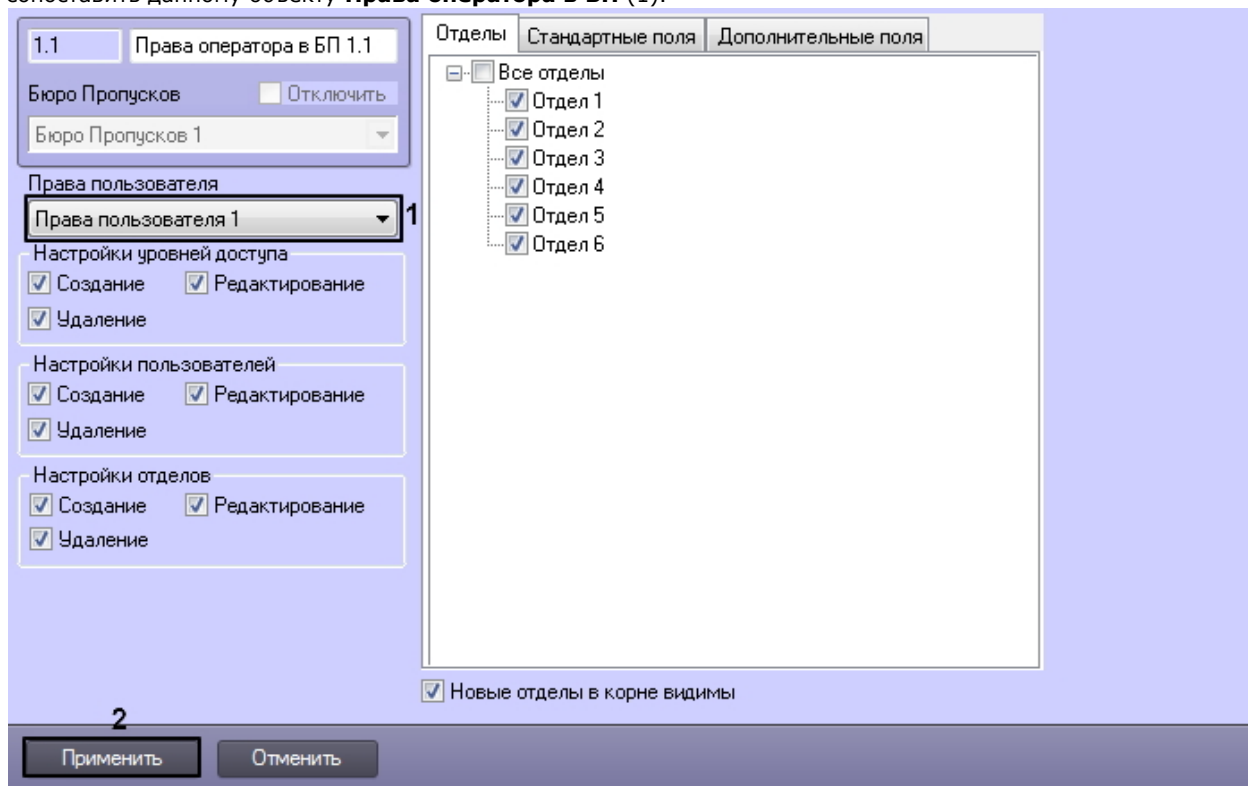 сопоставить данному объекту Права оператора в БП (1).
1.1 Права оператора в БП 1.1
Бюро Пропусков Отключить
Бюро Пропусков 1
Права пользователя
Права пользователя 1 1
Настройки уровней доступа
Создание Редактирование
Удаление
Настройки пользователей
Создание Редактирование
Удаление
Настройки отделов
Создание Редактирование
Удаление
Отделы Стандартные поля Дополнительные поля
Все отделы
Отдел 1
Отдел 2
Отдел 3
Отдел 4
Отдел 5
Отдел 6
Новые отделы в корне видимы
2
Применить Отменить